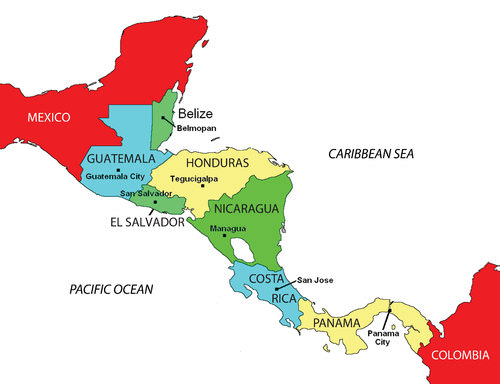 MEXICO
Belize
Belmopan
GUATEMALA
Guatemala City
HONDURAS
Tegucigalpa
CARIBBEAN SEA
San Salvador
EL SALVADOR
NICARAGUA
Managua
PACIFIC OCEAN
COSTA
RICA
San Jose
PANAMA
Panama
City
COLOMBIA